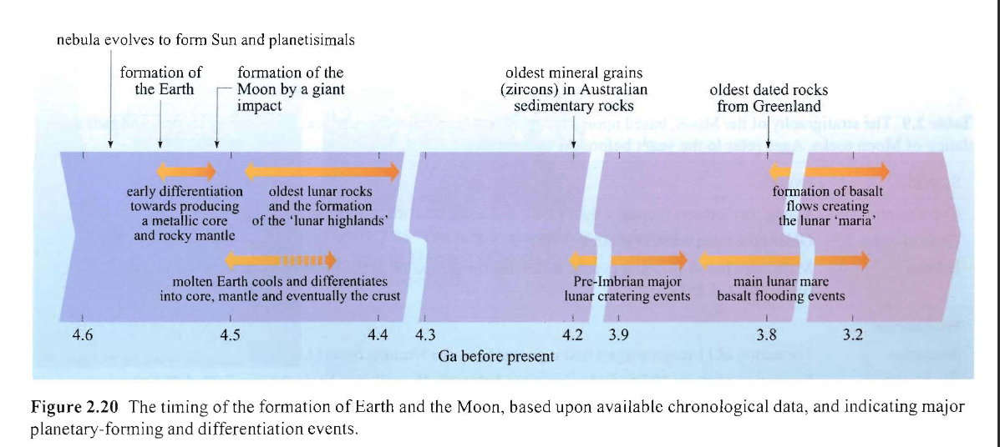 nebula evolves to form Sun and planetisimals
formation of
the Earth
formation of the
Moon by a giant
impact
oldest mineral grains
(zircons) in Australian
sedimentary rocks
oldest dated rocks
from Greenland
early differentiation
towards producing
a metallic core
and rocky mantle
oldest lunar rocks
and the formation
of the ‘lunar highlands’
formation of basalt
flows creating
the lunar ‘maria’
molten Earth cools and differentiates
into core, mantle and eventually the crust
Pre-Imbrian major
lunar cratering events
main lunar mare
basalt flooding events
4.6 4.5 4.4 4.3 4.2 3.9 3.8 3.2
Ga before present
Figure 2.20 The timing of the formation of Earth and the Moon, based upon available chronological data, and indicating major
planetary-forming and differentiation events.